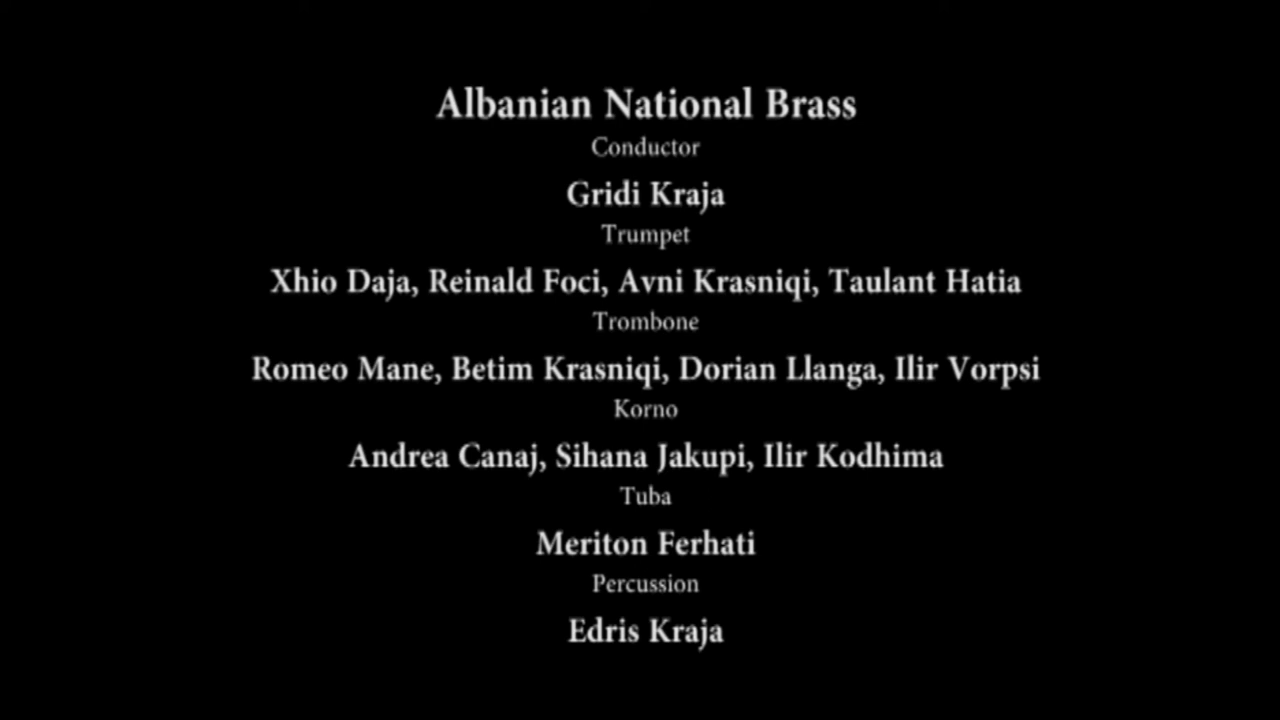 Albanian National Brass
Conductor
Gridi Kraja
Trumpet
Xhio Daja, Reinald Foci, Avni Krasniqi, Taulant Hatia
Trombone
Romeo Mane, Betim Krasniqi, Dorian Llanga, Ilir Vorpsi
Korno
Andrea Canaj, Sihana Jakupi, Ilir Kodhima
Tuba
Meriton Ferhati
Percussion
Edris Kraja